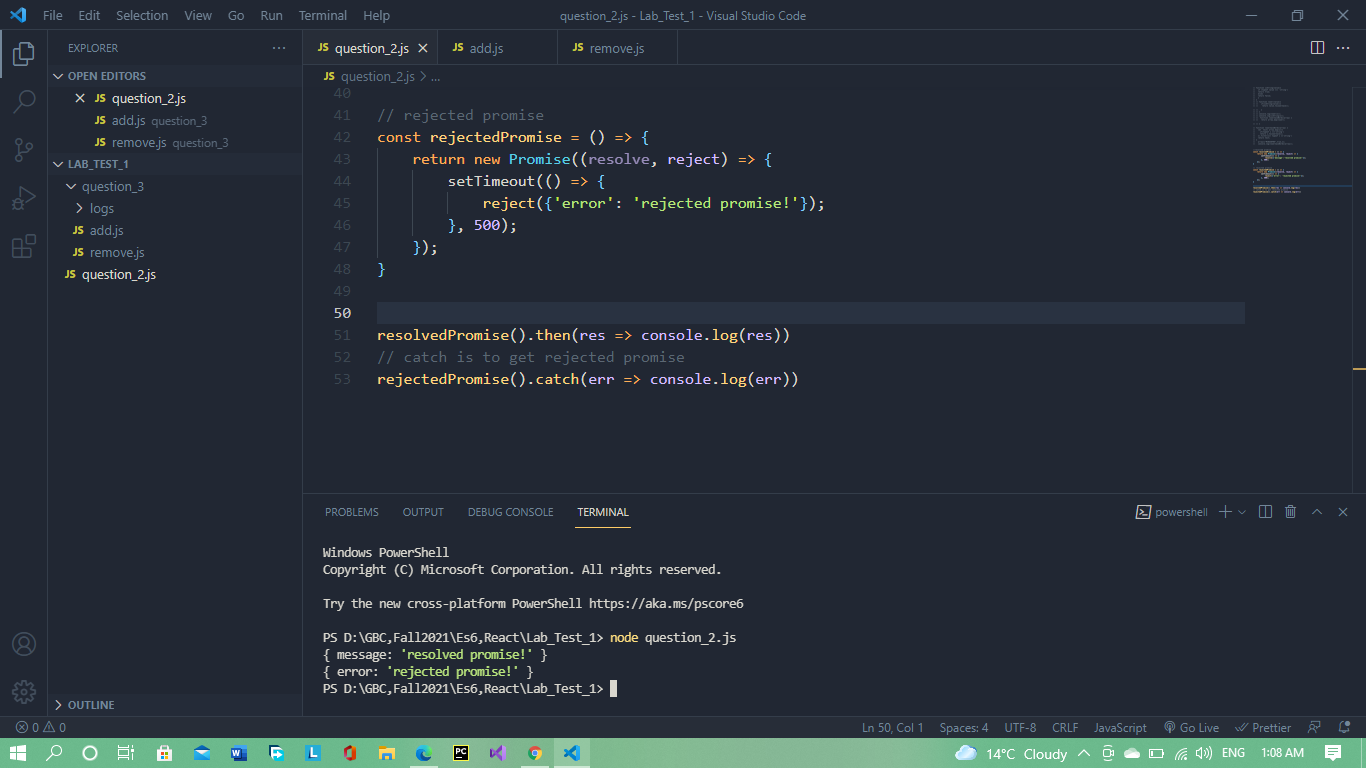 File Edit Selection View Go Run Terminal Help question_2.js - Lab_Test_1 - Visual Studio Code
EXPLORER
OPEN EDITORS
JS question_2.js
JS add.js question_3
JS remove.js question_3
LAB_TEST_1
question_3
logs
JS add.js
JS remove.js
JS question_2.js
OUTLINE
JS question_2.js JS add.js JS remove.js
JS question_2.js > ...
40
41 // rejected promise
42 const rejectedPromise = () => {
43 return new Promise((resolve, reject) => {
44 setTimeout(() => {
45 reject({'error': 'rejected promise!'});
46 }, 500);
47 });
48 }
49
50
51 resolvedPromise().then(res => console.log(res))
52 // catch is to get rejected promise
53 rejectedPromise().catch(err => console.log(err))
PROBLEMS OUTPUT DEBUG CONSOLE TERMINAL powershell
Windows PowerShell
Copyright (C) Microsoft Corporation. All rights reserved.
Try the new cross-platform PowerShell https://aka.ms/pscore6
PS D:\GBC,Fall2021\Es6,React\Lab_Test_1> node question_2.js
{ message: 'resolved promise!' }
{ error: 'rejected promise!' }
PS D:\GBC,Fall2021\Es6,React\Lab_Test_1>
0 0 Ln 50, Col 1 Spaces: 4 UTF-8 CRLF JavaScript Go Live Prettier
W L PC 14°C Cloudy ENG 1:08 AM